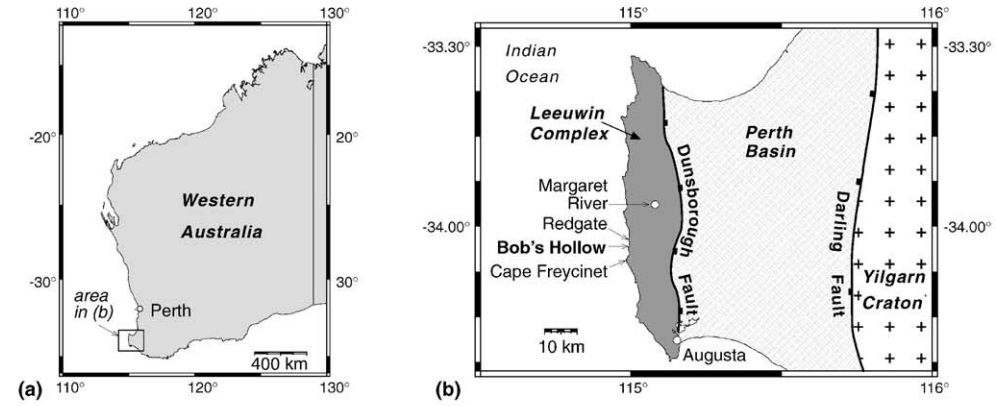 110°
120°
130°
-20°
20°
Western
Australia
-30°
30°
area
in (b)
Perth
400 km
110°
120°
130°
(a)
115°
116°
-33.30°
-33.30°
Indian
Ocean
Leeuwin
Complex
Perth
Basin
Margaret
River
Redgate
Bob's Hollow
Cape Freycinet
Dunsborough Fault
Darling Fault
-34.00°
-34.00°
Yilgarn
Craton
10 km
Augusta
115°
116°
(b)